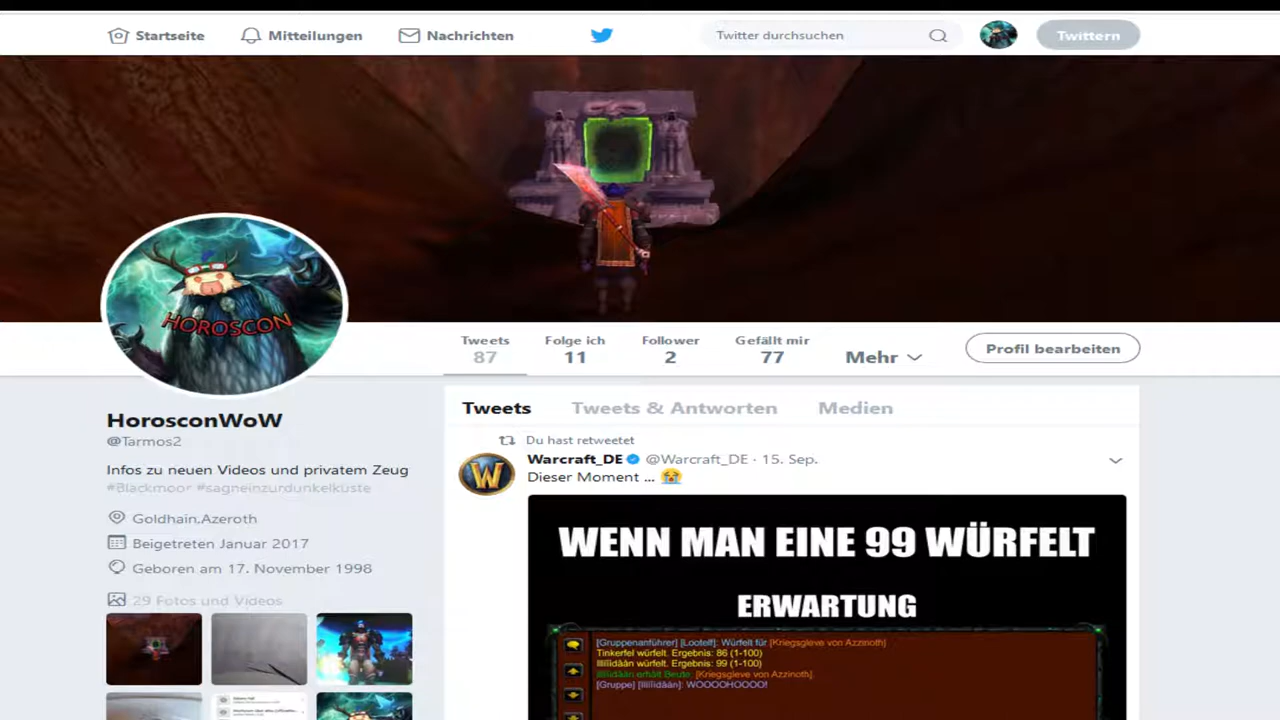 Startseite Mitteilungen Nachrichten Twitter durchsuchen Twittern
HOROSCON
Tweets Folge ich Follower Gefällt mir
87 11 2 77 Mehr Profil bearbeiten
HorosconWoW
@Tarmos2
Infos zu neuen Videos und privatem Zeug
#Blackmoor #sagneinzurdunkelküste
Goldhain,Azeroth
Beigetreten Januar 2017
Geboren am 17. November 1998
29 Fotos und Videos
Tweets Tweets & Antworten Medien
Du hast retweetet
Warcraft_DE @Warcraft_DE · 15. Sep.
Dieser Moment ... 😭
W
WENN MAN EINE 99 WÜRFELT
ERWARTUNG
[Gruppenanführer] [Lootelf]: Würfelt für [Kriegsgleve von Azzinoth]
Tinkerfel würfelt. Ergebnis: 86 (1-100)
würfelt. Ergebnis: 99 (1-100)
erhält Beute: [Kriegsgleve von Azzinoth].
[Gruppe] WOOOOHOOOO!